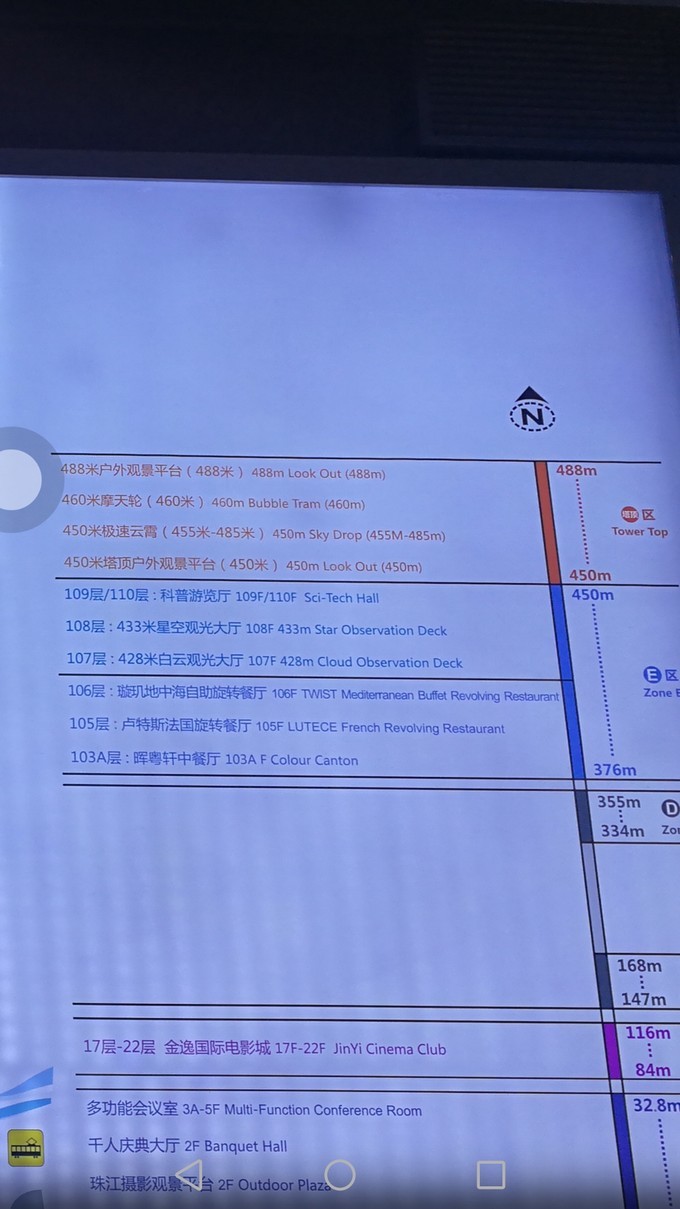 N
488米户外观景平台（488米） 488m Look Out (488m)
488m
460米摩天轮（460米） 460m Bubble Tram (460m)
塔顶 区
Tower Top
450米极速云霄（455米-485米） 450m Sky Drop (455M-485m)
450米塔顶户外观景平台（450米） 450m Look Out (450m)
450m
109层/110层 : 科普游览厅 109F/110F Sci-Tech Hall
450m
108层 : 433米星空观光大厅 108F 433m Star Observation Deck
107层 : 428米白云观光大厅 107F 428m Cloud Observation Deck
E 区
Zone E
106层 : 璇玑地中海自助旋转餐厅 106F TWIST Mediterranean Buffet Revolving Restaurant
105层 : 卢特斯法国旋转餐厅 105F LUTECE French Revolving Restaurant
103A层 : 晖粤轩中餐厅 103A F Colour Canton
376m
355m
D
334m
168m
147m
17层-22层 金逸国际电影城 17F-22F JinYi Cinema Club
116m
84m
多功能会议室 3A-5F Multi-Function Conference Room
32.8m
千人庆典大厅 2F Banquet Hall
珠江摄影观景平台 2F Outdoor Plaza